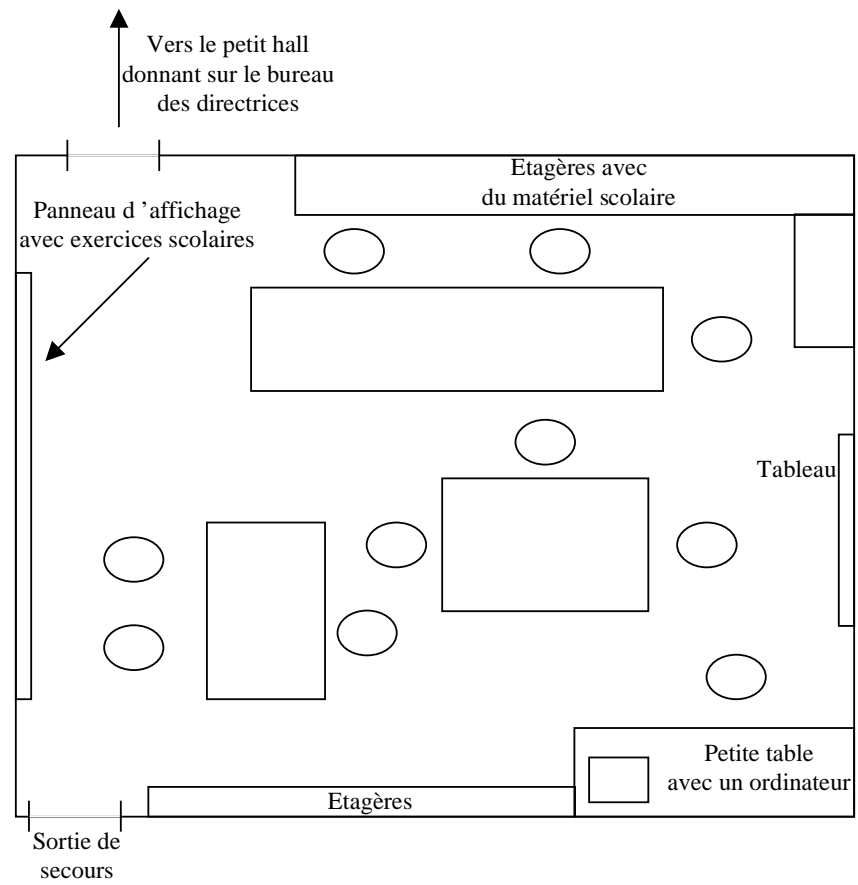 Vers le petit hall
donnant sur le bureau
des directrices
Etagères avec
du matériel scolaire
Panneau d ’affichage
avec exercices scolaires
Tableau
Petite table
avec un ordinateur
Etagères
Sortie de
secours